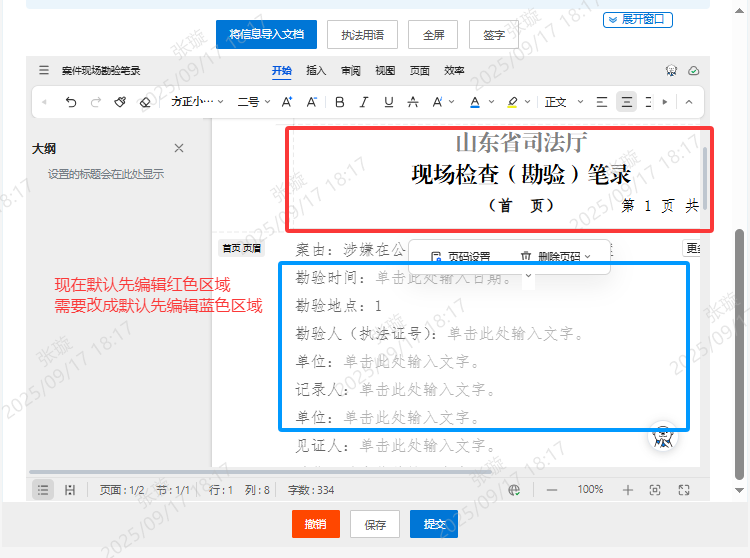 展开窗口
将信息导入文档 执法用语 全屏 签字
案件现场勘验笔录 开始 插入 审阅 视图 页面 效率
方正小… 二号 A A B I U A A A 正文
大纲
设置的标题会在此处显示
山东省司法厅
现场检查（勘验）笔录
（首 页） 第 1 页 共
首页 页眉
案由：涉嫌在公
页码设置 删除页码
勘验时间：单击此处输入日期。
现在默认先编辑红色区域
需要改成默认先编辑蓝色区域
勘验地点：1
勘验人（执法证号）：单击此处输入文字。
单位：单击此处输入文字。
记录人：单击此处输入文字。
单位：单击此处输入文字。
见证人：单击此处输入文字。
页面：1/2 节：1/1 行：1 列：8 字数：334 100%
撤销 保存 提交
张璇
2025/09/17 18:17